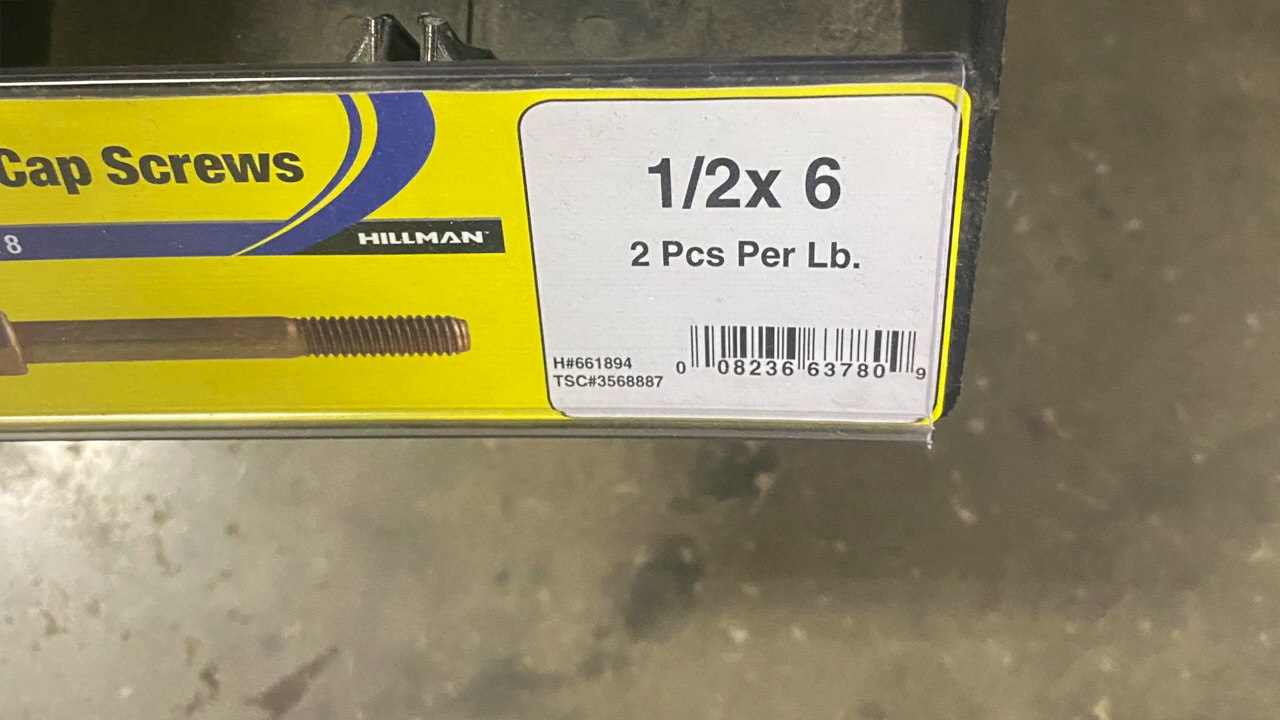 Cap Screws
8
HILLMAN
1/2x 6
2 Pcs Per Lb.
H#661894
TSC#3568887
0 08236 63780 9